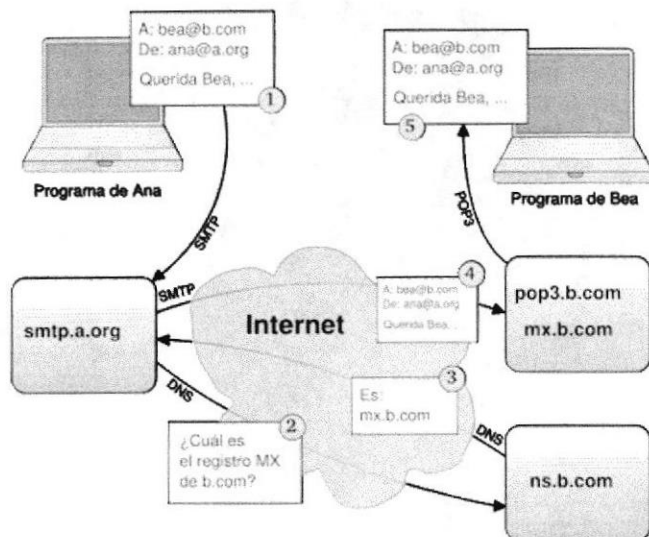 A: bea@b.com
De: ana@a.org
Querida Bea, ...
1
Programa de Ana
SMTP
A: bea@b.com
De: ana@a.org
Querida Bea, ...
5
Programa de Bea
POP3
smtp.a.org
SMTP
Internet
A: bea@b.com
De: ana@a.org
Querida Bea, ..
4
pop3.b.com
mx.b.com
DNS
¿Cuál es
el registro MX
de b.com?
2
Es:
mx.b.com
3
DNS
ns.b.com